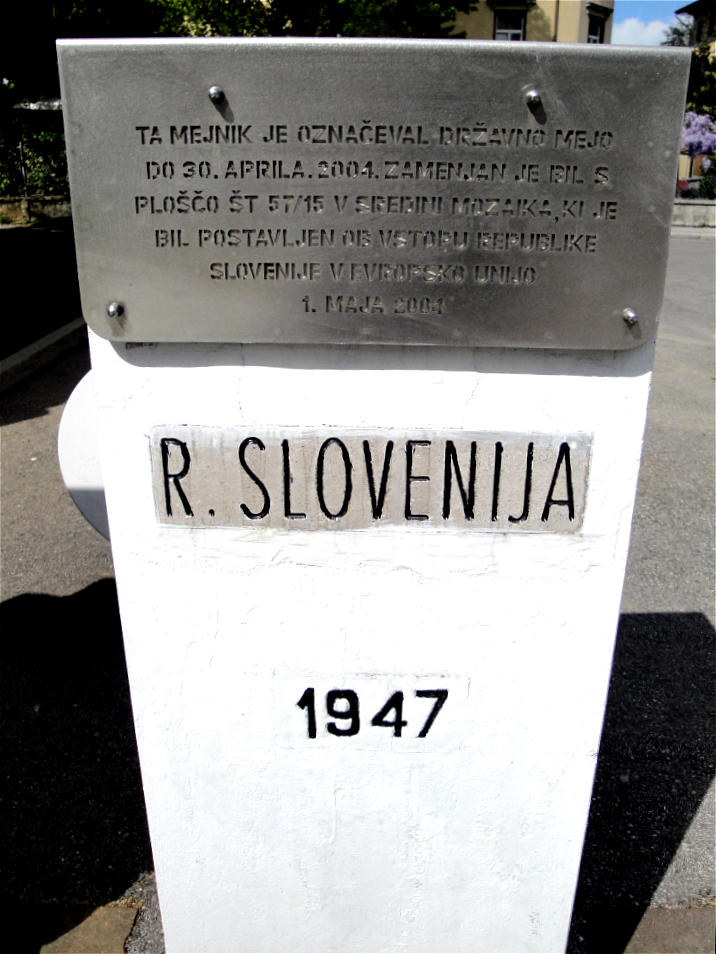 TA MEJNIK JE OZNAČEVAL DRŽAVNO MEJO
DO 30. APRILA. 2004. ZAMENJAN JE BIL S
PLOŠČO ŠT 57/15 V SREDINI MOZAIKA, KI JE
BIL POSTAVLJEN OB VSTOPU REPUBLIKE
SLOVENIJE V EVROPSKO UNIJO
1. MAJA 2004
R. SLOVENIJA
1947